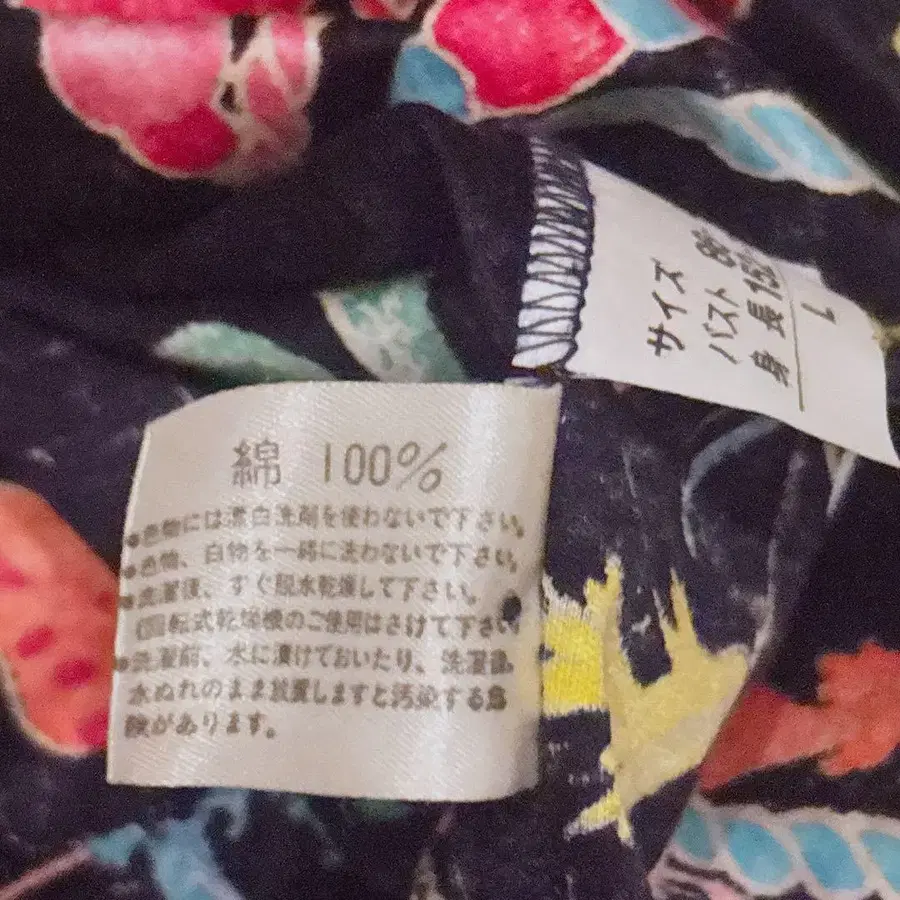 綿 100%
●色物には漂白洗剤を使わないで下さい。
●色物、白物を一緒に洗わないで下さい。
●洗濯後、すぐ脱水乾燥して下さい。
(回転式乾燥機のご使用はさけて下さい
●洗濯前、水に漬けておいたり、洗濯後、
水ぬれのまま放置しますと汚染する危
険があります。
サイズ
バスト
身長
L